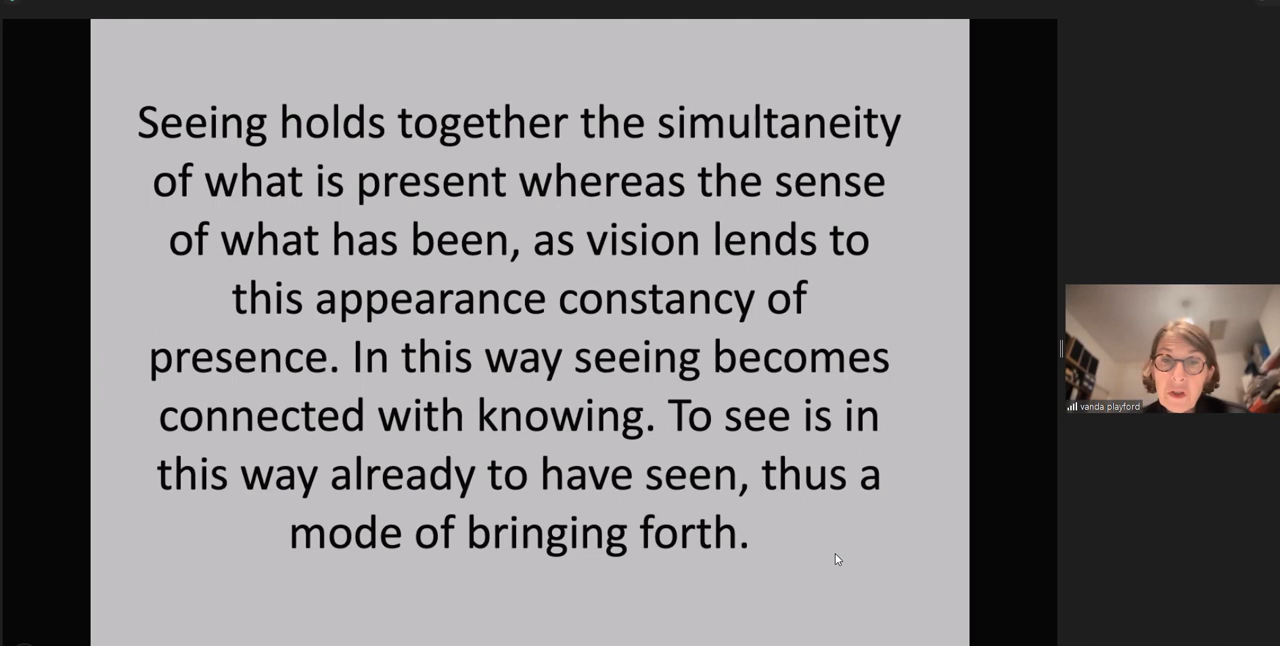 Seeing holds together the simultaneity
of what is present whereas the sense
of what has been, as vision lends to
this appearance constancy of
presence. In this way seeing becomes
connected with knowing. To see is in
this way already to have seen, thus a
mode of bringing forth.
vanda playford